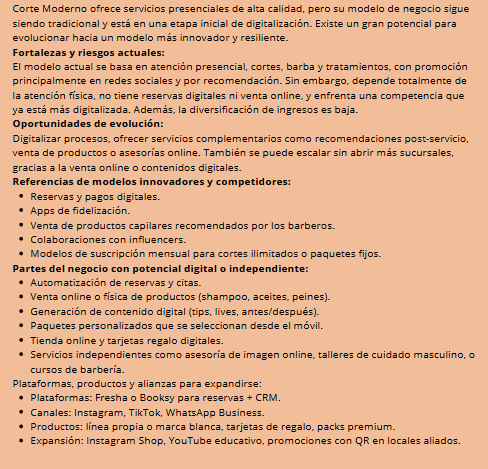 Corte Moderno ofrece servicios presenciales de alta calidad, pero su modelo de negocio sigue
siendo tradicional y está en una etapa inicial de digitalización. Existe un gran potencial para
evolucionar hacia un modelo más innovador y resiliente.
Fortalezas y riesgos actuales:
El modelo actual se basa en atención presencial, cortes, barba y tratamientos, con promoción
principalmente en redes sociales y por recomendación. Sin embargo, depende totalmente de
la atención física, no tiene reservas digitales ni venta online, y enfrenta una competencia que
ya está más digitalizada. Además, la diversificación de ingresos es baja.
Oportunidades de evolución:
Digitalizar procesos, ofrecer servicios complementarios como recomendaciones post-servicio,
venta de productos o asesorías online. También se puede escalar sin abrir más sucursales,
gracias a la venta online o contenidos digitales.
Referencias de modelos innovadores y competidores:
• Reservas y pagos digitales.
• Apps de fidelización.
• Venta de productos capilares recomendados por los barberos.
• Colaboraciones con influencers.
• Modelos de suscripción mensual para cortes ilimitados o paquetes fijos.
Partes del negocio con potencial digital o independiente:
• Automatización de reservas y citas.
• Venta online o física de productos (shampoo, aceites, peines).
• Generación de contenido digital (tips, lives, antes/después).
• Paquetes personalizados que se seleccionan desde el móvil.
• Tienda online y tarjetas regalo digitales.
• Servicios independientes como asesoría de imagen online, talleres de cuidado masculino, o
cursos de barbería.
Plataformas, productos y alianzas para expandirse:
• Plataformas: Fresha o Booksy para reservas + CRM.
• Canales: Instagram, TikTok, WhatsApp Business.
• Productos: línea propia o marca blanca, tarjetas de regalo, packs premium.
• Expansión: Instagram Shop, YouTube educativo, promociones con QR en locales aliados.